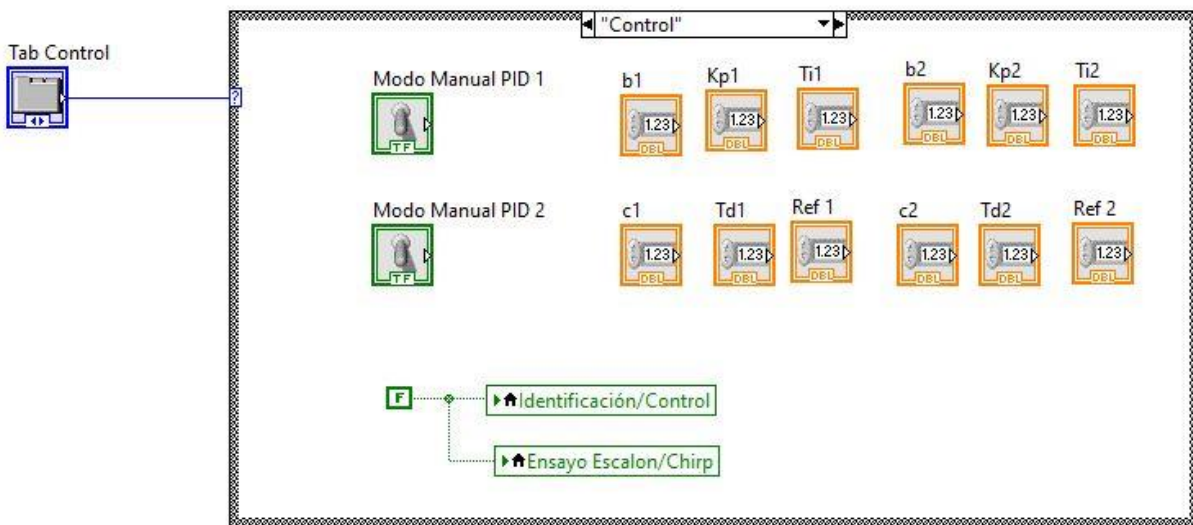 "Control"
Tab Control
?
Modo Manual PID 1
b1
Kp1
Ti1
b2
Kp2
Ti2
TF
1.23
DBL
1.23
DBL
1.23
DBL
1.23
DBL
1.23
DBL
1.23
DBL
Modo Manual PID 2
c1
Td1
Ref 1
c2
Td2
Ref 2
TF
1.23
DBL
1.23
DBL
1.23
DBL
1.23
DBL
1.23
DBL
1.23
DBL
F
Identificación/Control
Ensayo Escalon/Chirp